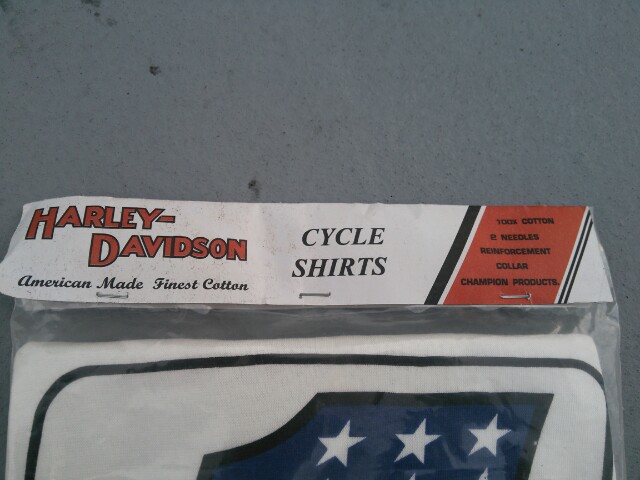 HARLEY-
DAVIDSON
American Made Finest Cotton
CYCLE
SHIRTS
100% COTTON
2 NEEDLES
REINFORCEMENT
COLLAR
CHAMPION PRODUCTS.